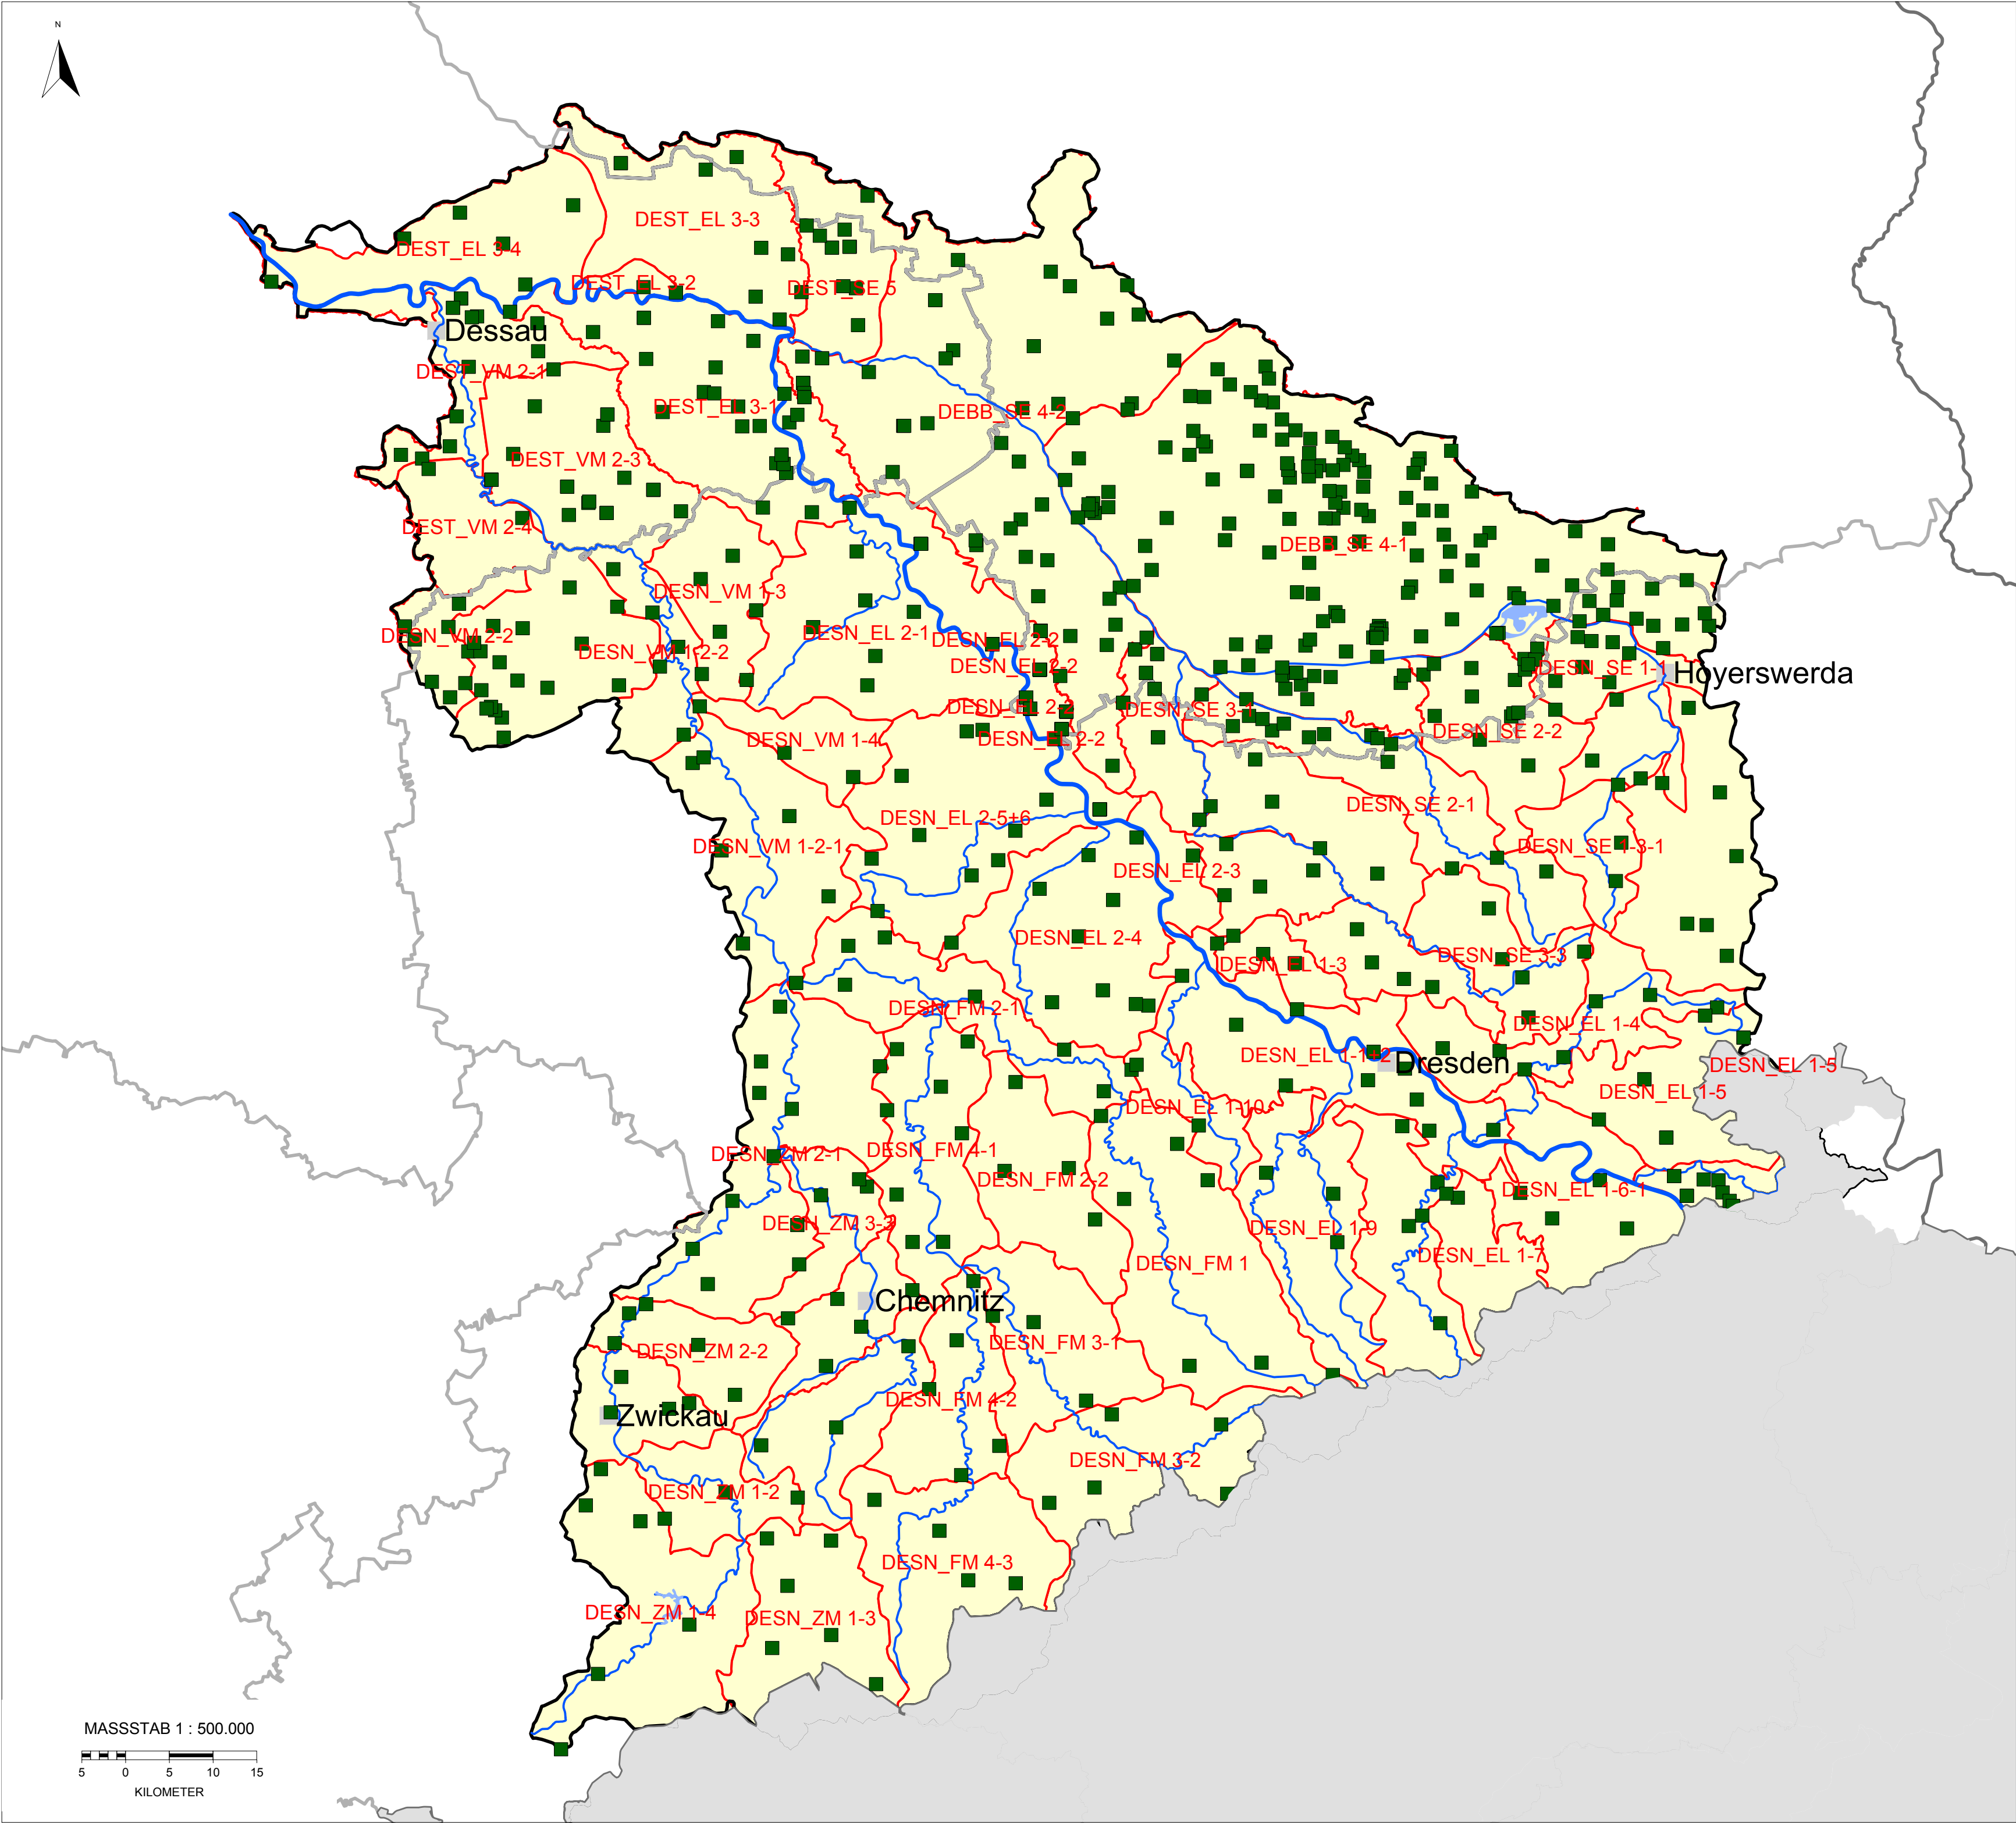 N
DEST_EL 3-3
DEST_EL 3-4
DEST_EL 3-2
DEST_SE 5
Dessau
DEST_VM 2-1
DEST_EL 3-1
DEBB_SE 4-2
DEST_VM 2-3
DEST_VM 2-4
DEBB_SE 4-1
DESN_VM 1-3
DESN_VM 2-2
DESN_EL 2-1
DESN_EL 2-2
DESN_VM 1-2-2
DESN_EL 2-2
DESN_SE 1-1
Hoyerswerda
DESN_EL 2-2
DESN_SE 3-1
DESN_VM 1-4
DESN_EL 2-2
DESN_SE 2-2
DESN_SE 2-1
DESN_EL 2-5+6
DESN_VM 1-2-1
DESN_SE 1-3-1
DESN_EL 2-3
DESN_EL 2-4
DESN_SE 3-3
DESN_EL 1-3
DESN_FM 2-1
DESN_EL 1-4
DESN_EL 1-1+2
Dresden
DESN_EL 1-5
DESN_EL 1-5
DESN_EL 1-10
DESN_ZM 2-1
DESN_FM 4-1
DESN_FM 2-2
DESN_EL 1-6-1
DESN_ZM 3-3
DESN_EL 1-9
DESN_EL 1-7
DESN_FM 1
Chemnitz
DESN_FM 3-1
DESN_ZM 2-2
DESN_FM 4-2
Zwickau
DESN_FM 3-2
DESN_ZM 1-2
DESN_FM 4-3
DESN_ZM 1-4
DESN_ZM 1-3
MASSSTAB 1 : 500.000
5 0 5 10 15
KILOMETER